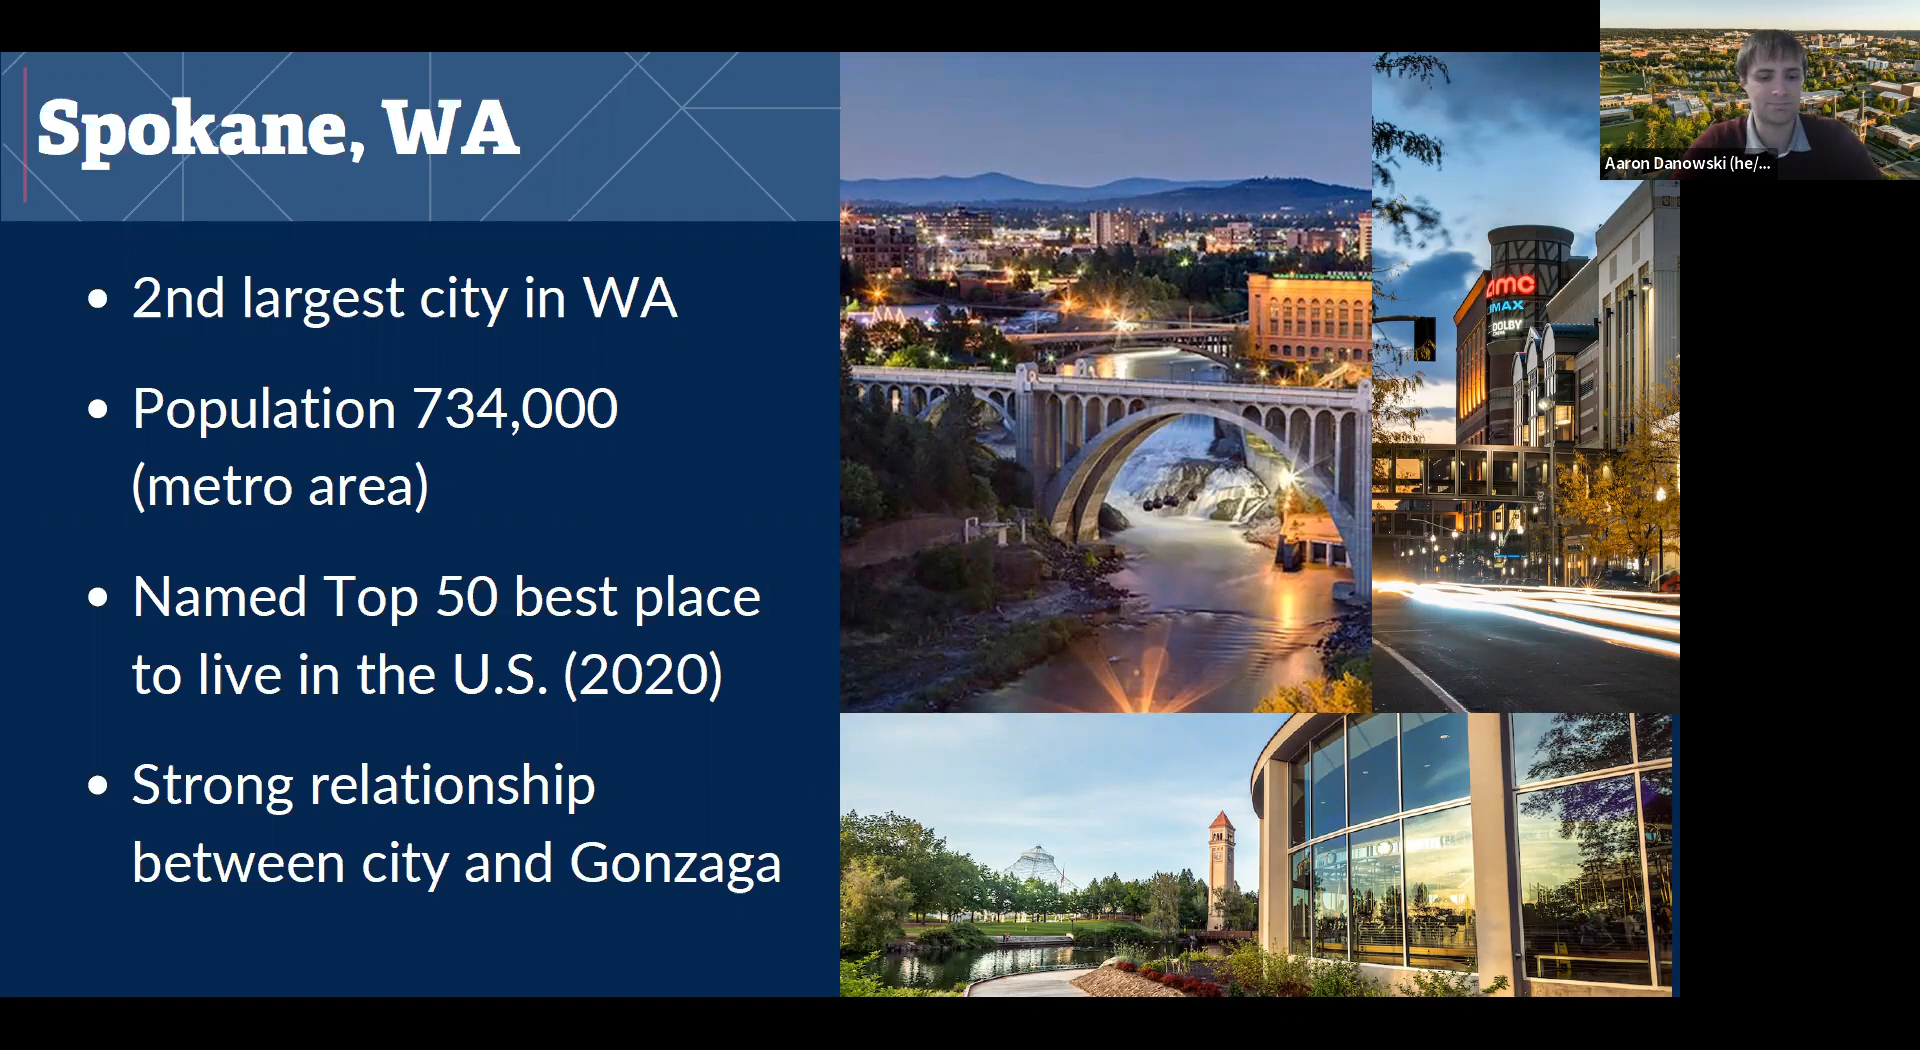 Spokane, WA
• 2nd largest city in WA
• Population 734,000
(metro area)
• Named Top 50 best place
to live in the U.S. (2020)
• Strong relationship
between city and Gonzaga
amc
IMAX
DOLBY
CINEMA
Aaron Danowski (he/...